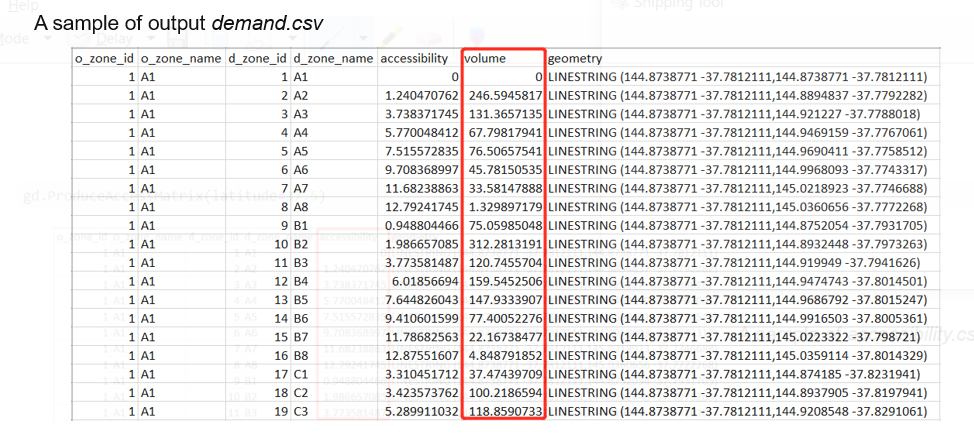 Help
Shipping Tool
A sample of output demand.csv
Mode Delay
o_zone_id o_zone_name d_zone_id d_zone_name accessibility volume geometry
1 A1 1 A1 0 0 LINESTRING (144.8738771 -37.7812111,144.8738771 -37.7812111)
1 A1 2 A2 1.240470762 246.5945817 LINESTRING (144.8738771 -37.7812111,144.8894837 -37.7792282)
1 A1 3 A3 3.738371745 131.3657135 LINESTRING (144.8738771 -37.7812111,144.921227 -37.7788018)
1 A1 4 A4 5.770048412 67.79817941 LINESTRING (144.8738771 -37.7812111,144.9469159 -37.7767061)
1 A1 5 A5 7.515572835 76.50657541 LINESTRING (144.8738771 -37.7812111,144.9690411 -37.7758512)
1 A1 6 A6 9.708368997 45.78150535 LINESTRING (144.8738771 -37.7812111,144.9968093 -37.7743317)
1 A1 7 A7 11.68238863 33.58147888 LINESTRING (144.8738771 -37.7812111,145.0218923 -37.7746688)
1 A1 8 A8 12.79241745 1.329897179 LINESTRING (144.8738771 -37.7812111,145.0360656 -37.7772268)
1 A1 9 B1 0.948804466 75.05985048 LINESTRING (144.8738771 -37.7812111,144.8752054 -37.7931705)
1 A1 10 B2 1.986657085 312.2813191 LINESTRING (144.8738771 -37.7812111,144.8932448 -37.7973263)
1 A1 11 B3 3.773581487 120.7455704 LINESTRING (144.8738771 -37.7812111,144.919949 -37.7941626)
1 A1 12 B4 6.01856694 159.5452506 LINESTRING (144.8738771 -37.7812111,144.9474743 -37.8014501)
1 A1 13 B5 7.644826043 147.9333907 LINESTRING (144.8738771 -37.7812111,144.9686792 -37.8015247)
1 A1 14 B6 9.410601599 77.40052276 LINESTRING (144.8738771 -37.7812111,144.9916503 -37.8005361)
1 A1 15 B7 11.78682563 22.16738477 LINESTRING (144.8738771 -37.7812111,145.0223322 -37.798721)
1 A1 16 B8 12.87551607 4.848791852 LINESTRING (144.8738771 -37.7812111,145.0359114 -37.8014329)
1 A1 17 C1 3.310451712 37.47439709 LINESTRING (144.8738771 -37.7812111,144.874185 -37.8231941)
1 A1 18 C2 3.423573762 100.2186594 LINESTRING (144.8738771 -37.7812111,144.8937905 -37.8197941)
1 A1 19 C3 5.289911032 118.8590733 LINESTRING (144.8738771 -37.7812111,144.9208548 -37.8291061)